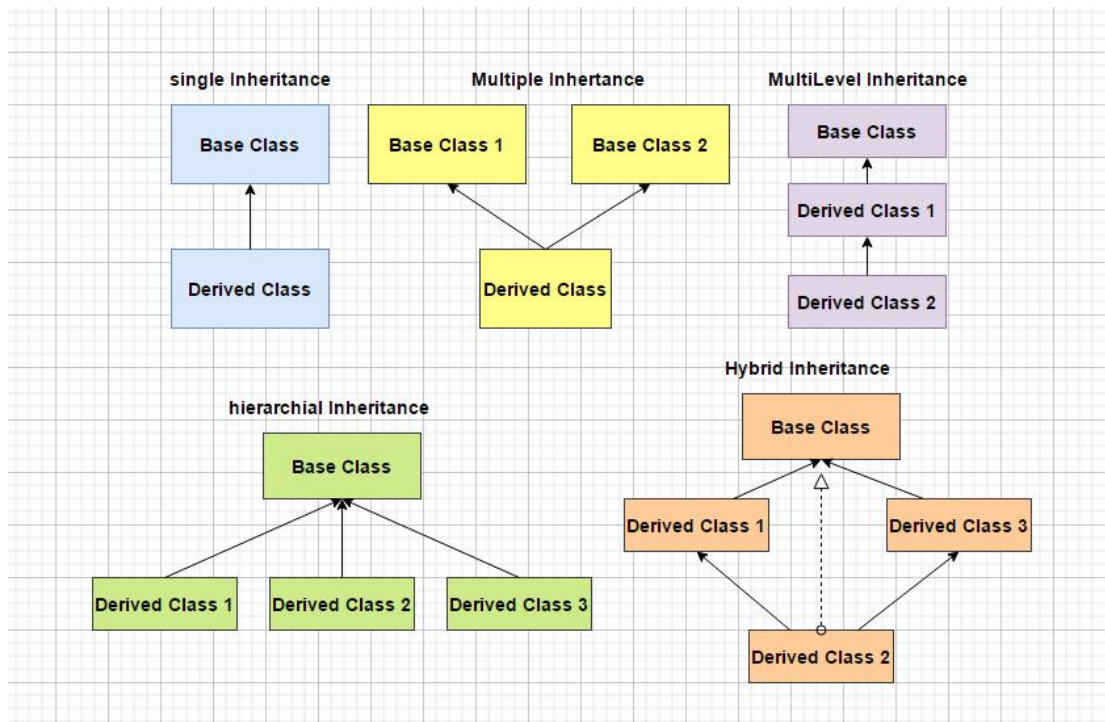 single Inheritance
Multiple Inhertance
MultiLevel Inheritance
Base Class
Base Class 1
Base Class 2
Base Class
Derived Class 1
Derived Class
Derived Class
Derived Class 2
hierarchial Inheritance
Base Class
Derived Class 1
Derived Class 2
Derived Class 3
Hybrid Inheritance
Base Class
Derived Class 1
Derived Class 3
Derived Class 2